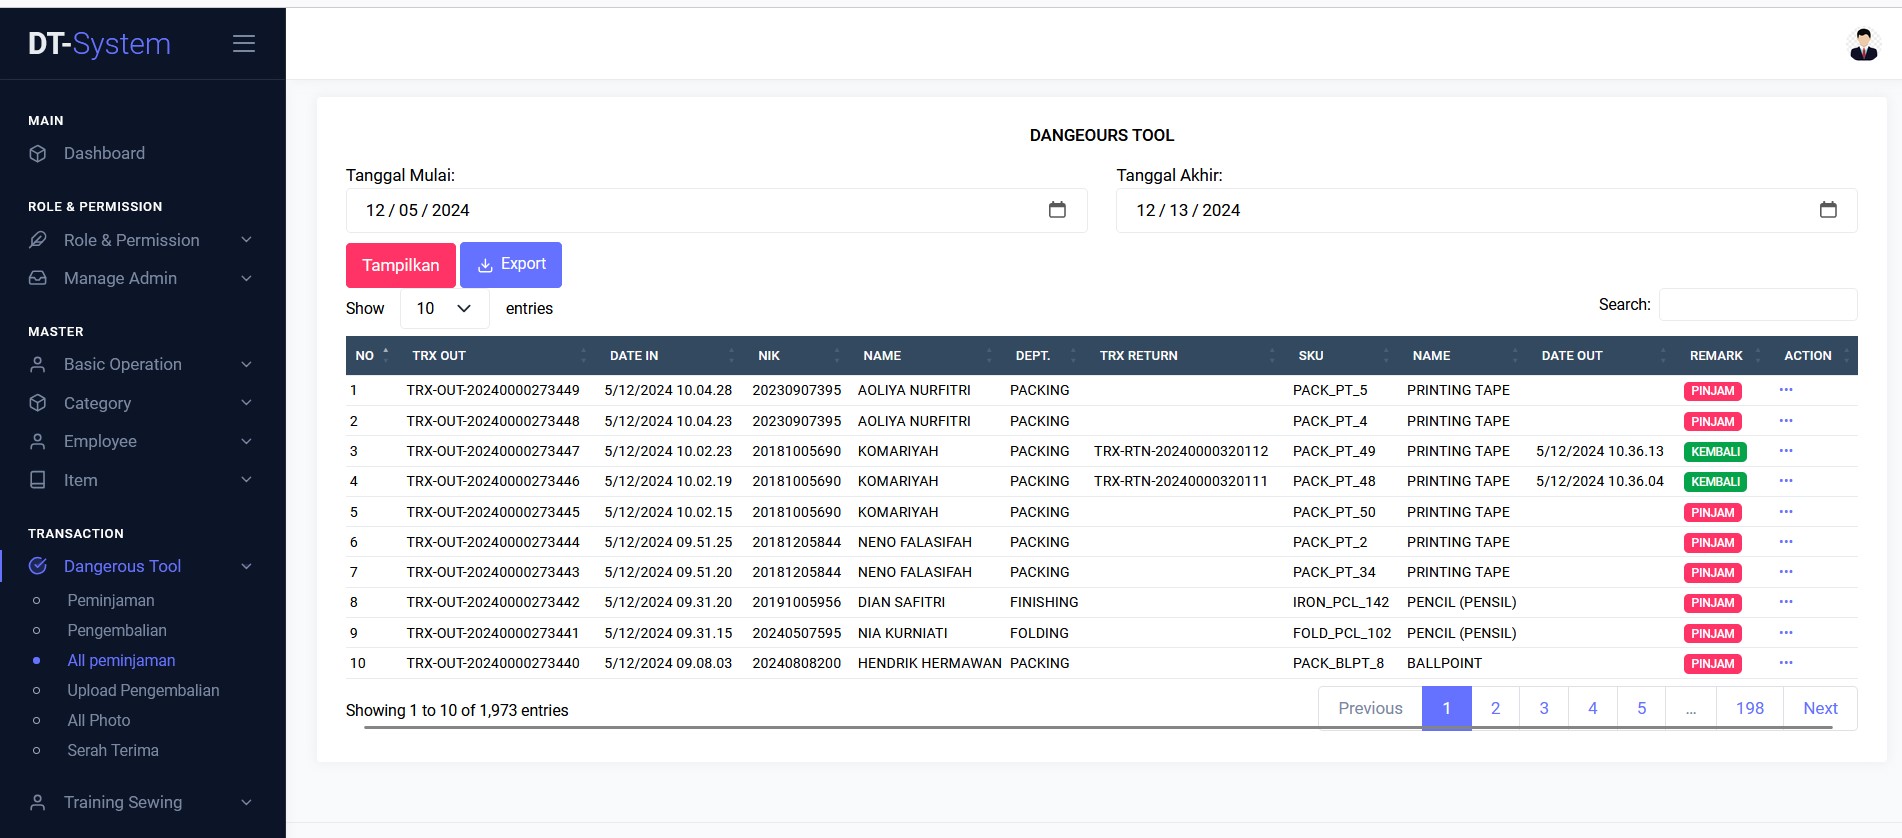 DT-System
MAIN
Dashboard
ROLE & PERMISSION
Role & Permission
Manage Admin
MASTER
Basic Operation
Category
Employee
Item
TRANSACTION
Dangerous Tool
Peminjaman
Pengembalian
All peminjaman
Upload Pengembalian
All Photo
Serah Terima
Training Sewing
DANGEOURS TOOL
Tanggal Mulai: Tanggal Akhir:
12 / 05 / 2024 12 / 13 / 2024
Tampilkan Export
Show 10 entries Search:
NO TRX OUT DATE IN NIK NAME DEPT. TRX RETURN SKU NAME DATE OUT REMARK ACTION
1 TRX-OUT-20240000273449 5/12/2024 10.04.28 20230907395 AOLIYA NURFITRI PACKING PACK_PT_5 PRINTING TAPE PINJAM ...
2 TRX-OUT-20240000273448 5/12/2024 10.04.23 20230907395 AOLIYA NURFITRI PACKING PACK_PT_4 PRINTING TAPE PINJAM ...
3 TRX-OUT-20240000273447 5/12/2024 10.02.23 20181005690 KOMARIYAH PACKING TRX-RTN-20240000320112 PACK_PT_49 PRINTING TAPE 5/12/2024 10.36.13 KEMBALI ...
4 TRX-OUT-20240000273446 5/12/2024 10.02.19 20181005690 KOMARIYAH PACKING TRX-RTN-20240000320111 PACK_PT_48 PRINTING TAPE 5/12/2024 10.36.04 KEMBALI ...
5 TRX-OUT-20240000273445 5/12/2024 10.02.15 20181005690 KOMARIYAH PACKING PACK_PT_50 PRINTING TAPE PINJAM ...
6 TRX-OUT-20240000273444 5/12/2024 09.51.25 20181205844 NENO FALASIFAH PACKING PACK_PT_2 PRINTING TAPE PINJAM ...
7 TRX-OUT-20240000273443 5/12/2024 09.51.20 20181205844 NENO FALASIFAH PACKING PACK_PT_34 PRINTING TAPE PINJAM ...
8 TRX-OUT-20240000273442 5/12/2024 09.31.20 20191005956 DIAN SAFITRI FINISHING IRON_PCL_142 PENCIL (PENSIL) PINJAM ...
9 TRX-OUT-20240000273441 5/12/2024 09.31.15 20240507595 NIA KURNIATI FOLDING FOLD_PCL_102 PENCIL (PENSIL) PINJAM ...
10 TRX-OUT-20240000273440 5/12/2024 09.08.03 20240808200 HENDRIK HERMAWAN PACKING PACK_BLPT_8 BALLPOINT PINJAM ...
Showing 1 to 10 of 1,973 entries Previous 1 2 3 4 5 ... 198 Next